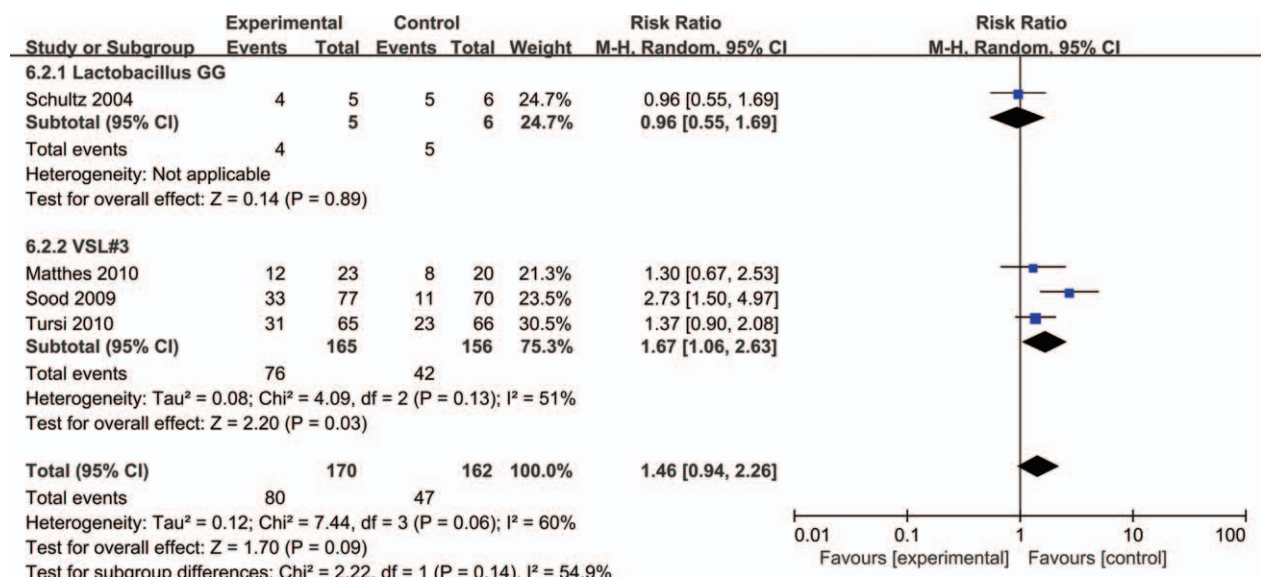 Experimental Control Risk Ratio Risk Ratio
Study or Subgroup Events Total Events Total Weight M-H, Random, 95% CI M-H, Random, 95% CI
6.2.1 Lactobacillus GG
Schultz 2004 4 5 5 6 24.7% 0.96 [0.55, 1.69]
Subtotal (95% CI) 5 6 24.7% 0.96 [0.55, 1.69]
Total events 4 5
Heterogeneity: Not applicable
Test for overall effect: Z = 0.14 (P = 0.89)
6.2.2 VSL#3
Matthes 2010 12 23 8 20 21.3% 1.30 [0.67, 2.53]
Sood 2009 33 77 11 70 23.5% 2.73 [1.50, 4.97]
Tursi 2010 31 65 23 66 30.5% 1.37 [0.90, 2.08]
Subtotal (95% CI) 165 156 75.3% 1.67 [1.06, 2.63]
Total events 76 42
Heterogeneity: Tau² = 0.08; Chi² = 4.09, df = 2 (P = 0.13); I² = 51%
Test for overall effect: Z = 2.20 (P = 0.03)
Total (95% CI) 170 162 100.0% 1.46 [0.94, 2.26]
Total events 80 47
Heterogeneity: Tau² = 0.12; Chi² = 7.44, df = 3 (P = 0.06); I² = 60%
Test for overall effect: Z = 1.70 (P = 0.09)
Test for subgroup differences: Chi² = 2.22, df = 1 (P = 0.14), I² = 54.9%
0.01 0.1 1 10 100
Favours [experimental] Favours [control]